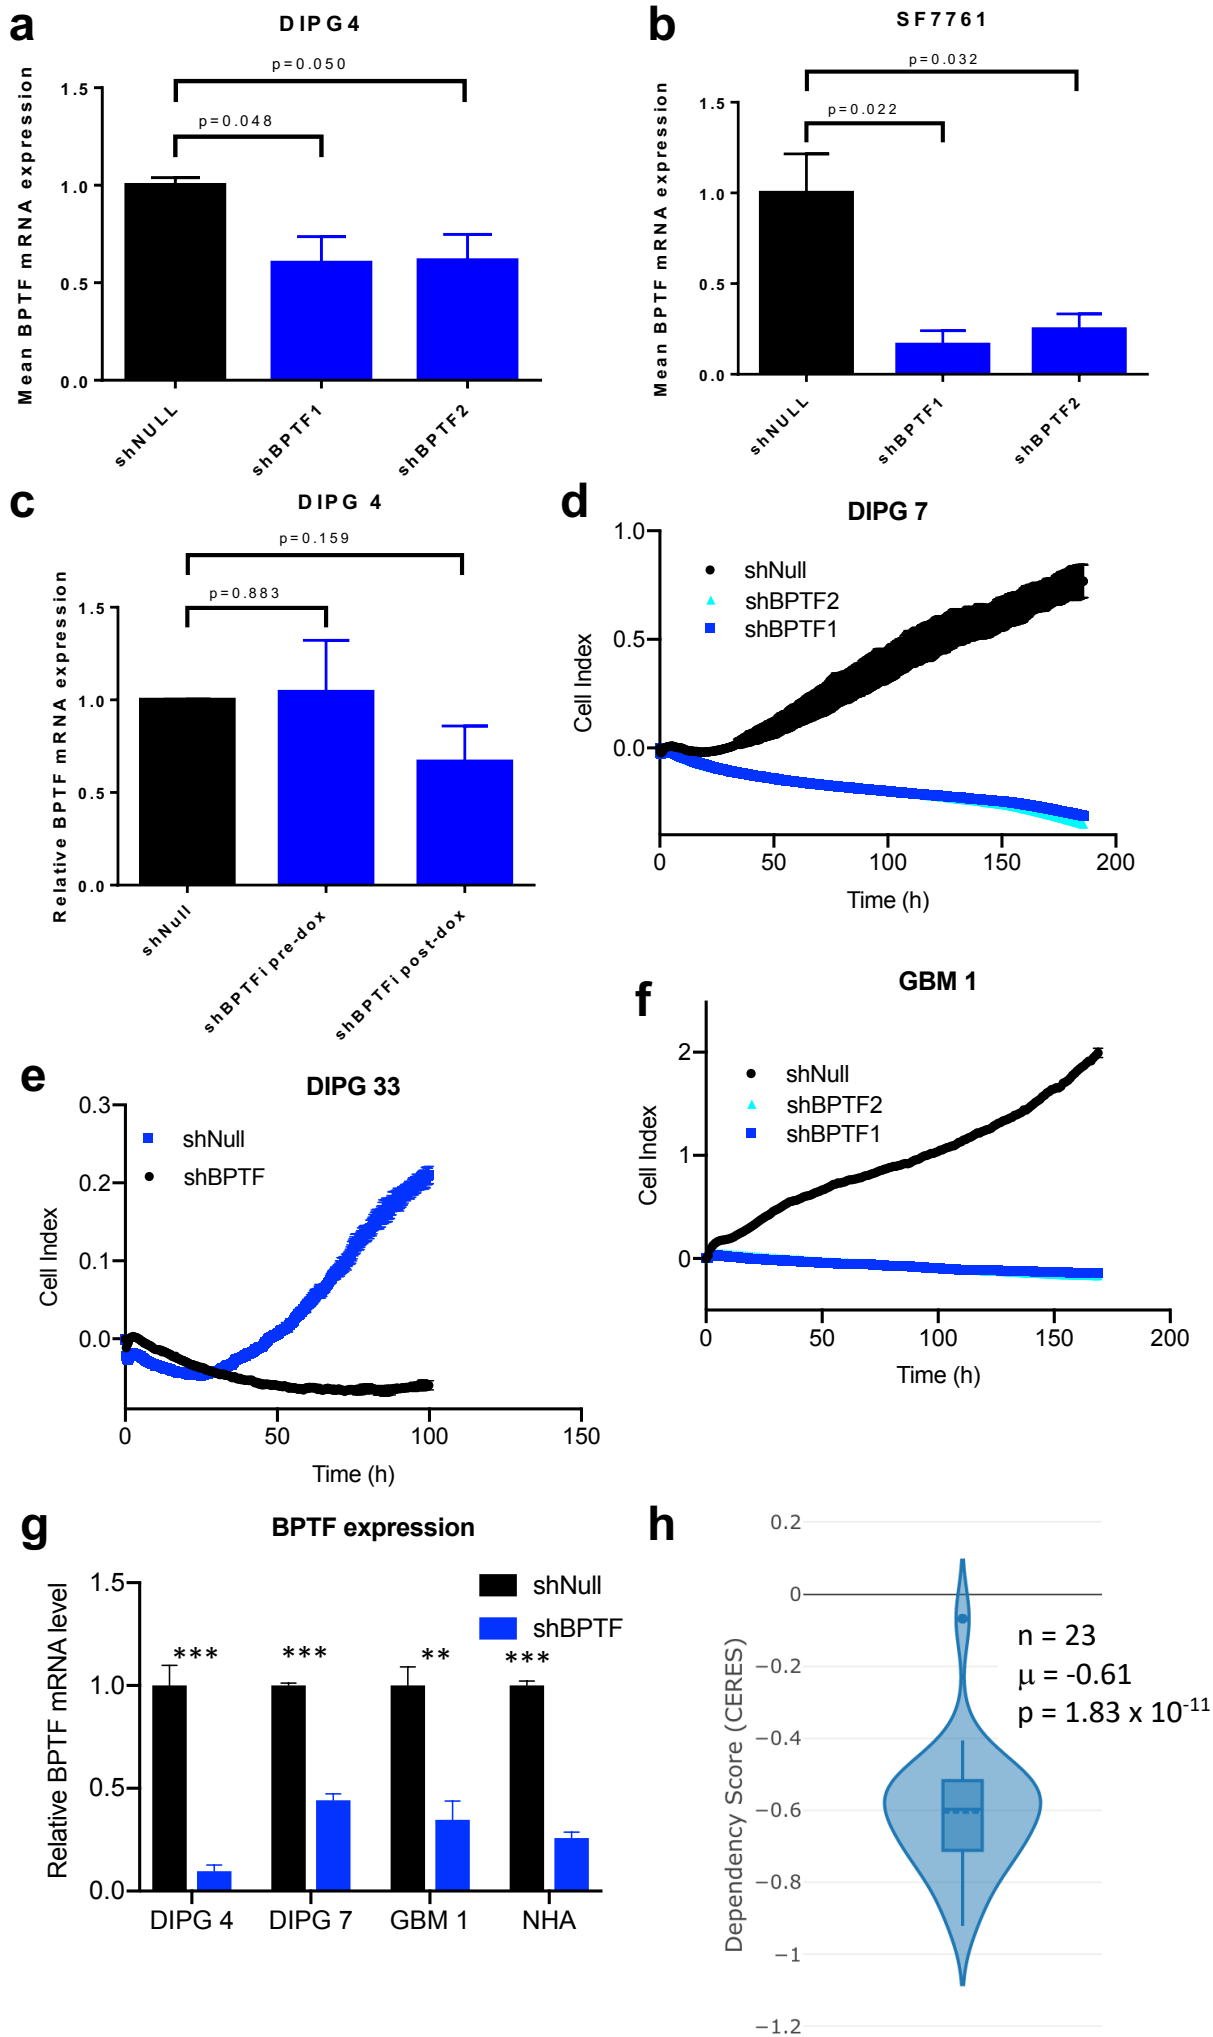 a
DIPG4
p=0.050
p=0.048
Mean BPTF mRNA expression
1.5
1.0
0.5
0.0
shNULL
shBPTF1
shBPTF2
b
SF7761
p=0.032
p=0.022
Mean BPTF mRNA expression
1.5
1.0
0.5
0.0
shNULL
shBPTF1
shBPTF2
c
DIPG 4
p=0.159
p=0.883
Relative BPTF mRNA expression
1.5
1.0
0.5
0.0
shNull
shBPTFi pre-dox
shBPTFi post-dox
d
DIPG 7
shNull
shBPTF2
shBPTF1
Cell Index
1.0
0.5
0.0
0
50
100
150
200
Time (h)
e
DIPG 33
shNull
shBPTF
Cell Index
0.3
0.2
0.1
0.0
0
50
100
150
Time (h)
f
GBM 1
shNull
shBPTF2
shBPTF1
Cell Index
2
1
0
0
50
100
150
200
Time (h)
g
BPTF expression
shNull
shBPTF
Relative BPTF mRNA level
1.5
1.0
0.5
0.0
***
***
**
***
DIPG 4
DIPG 7
GBM 1
NHA
h
Dependency Score (CERES)
0.2
0
−0.2
−0.4
−0.6
−0.8
−1
−1.2
n = 23
μ = -0.61
p = 1.83 x 10⁻¹¹